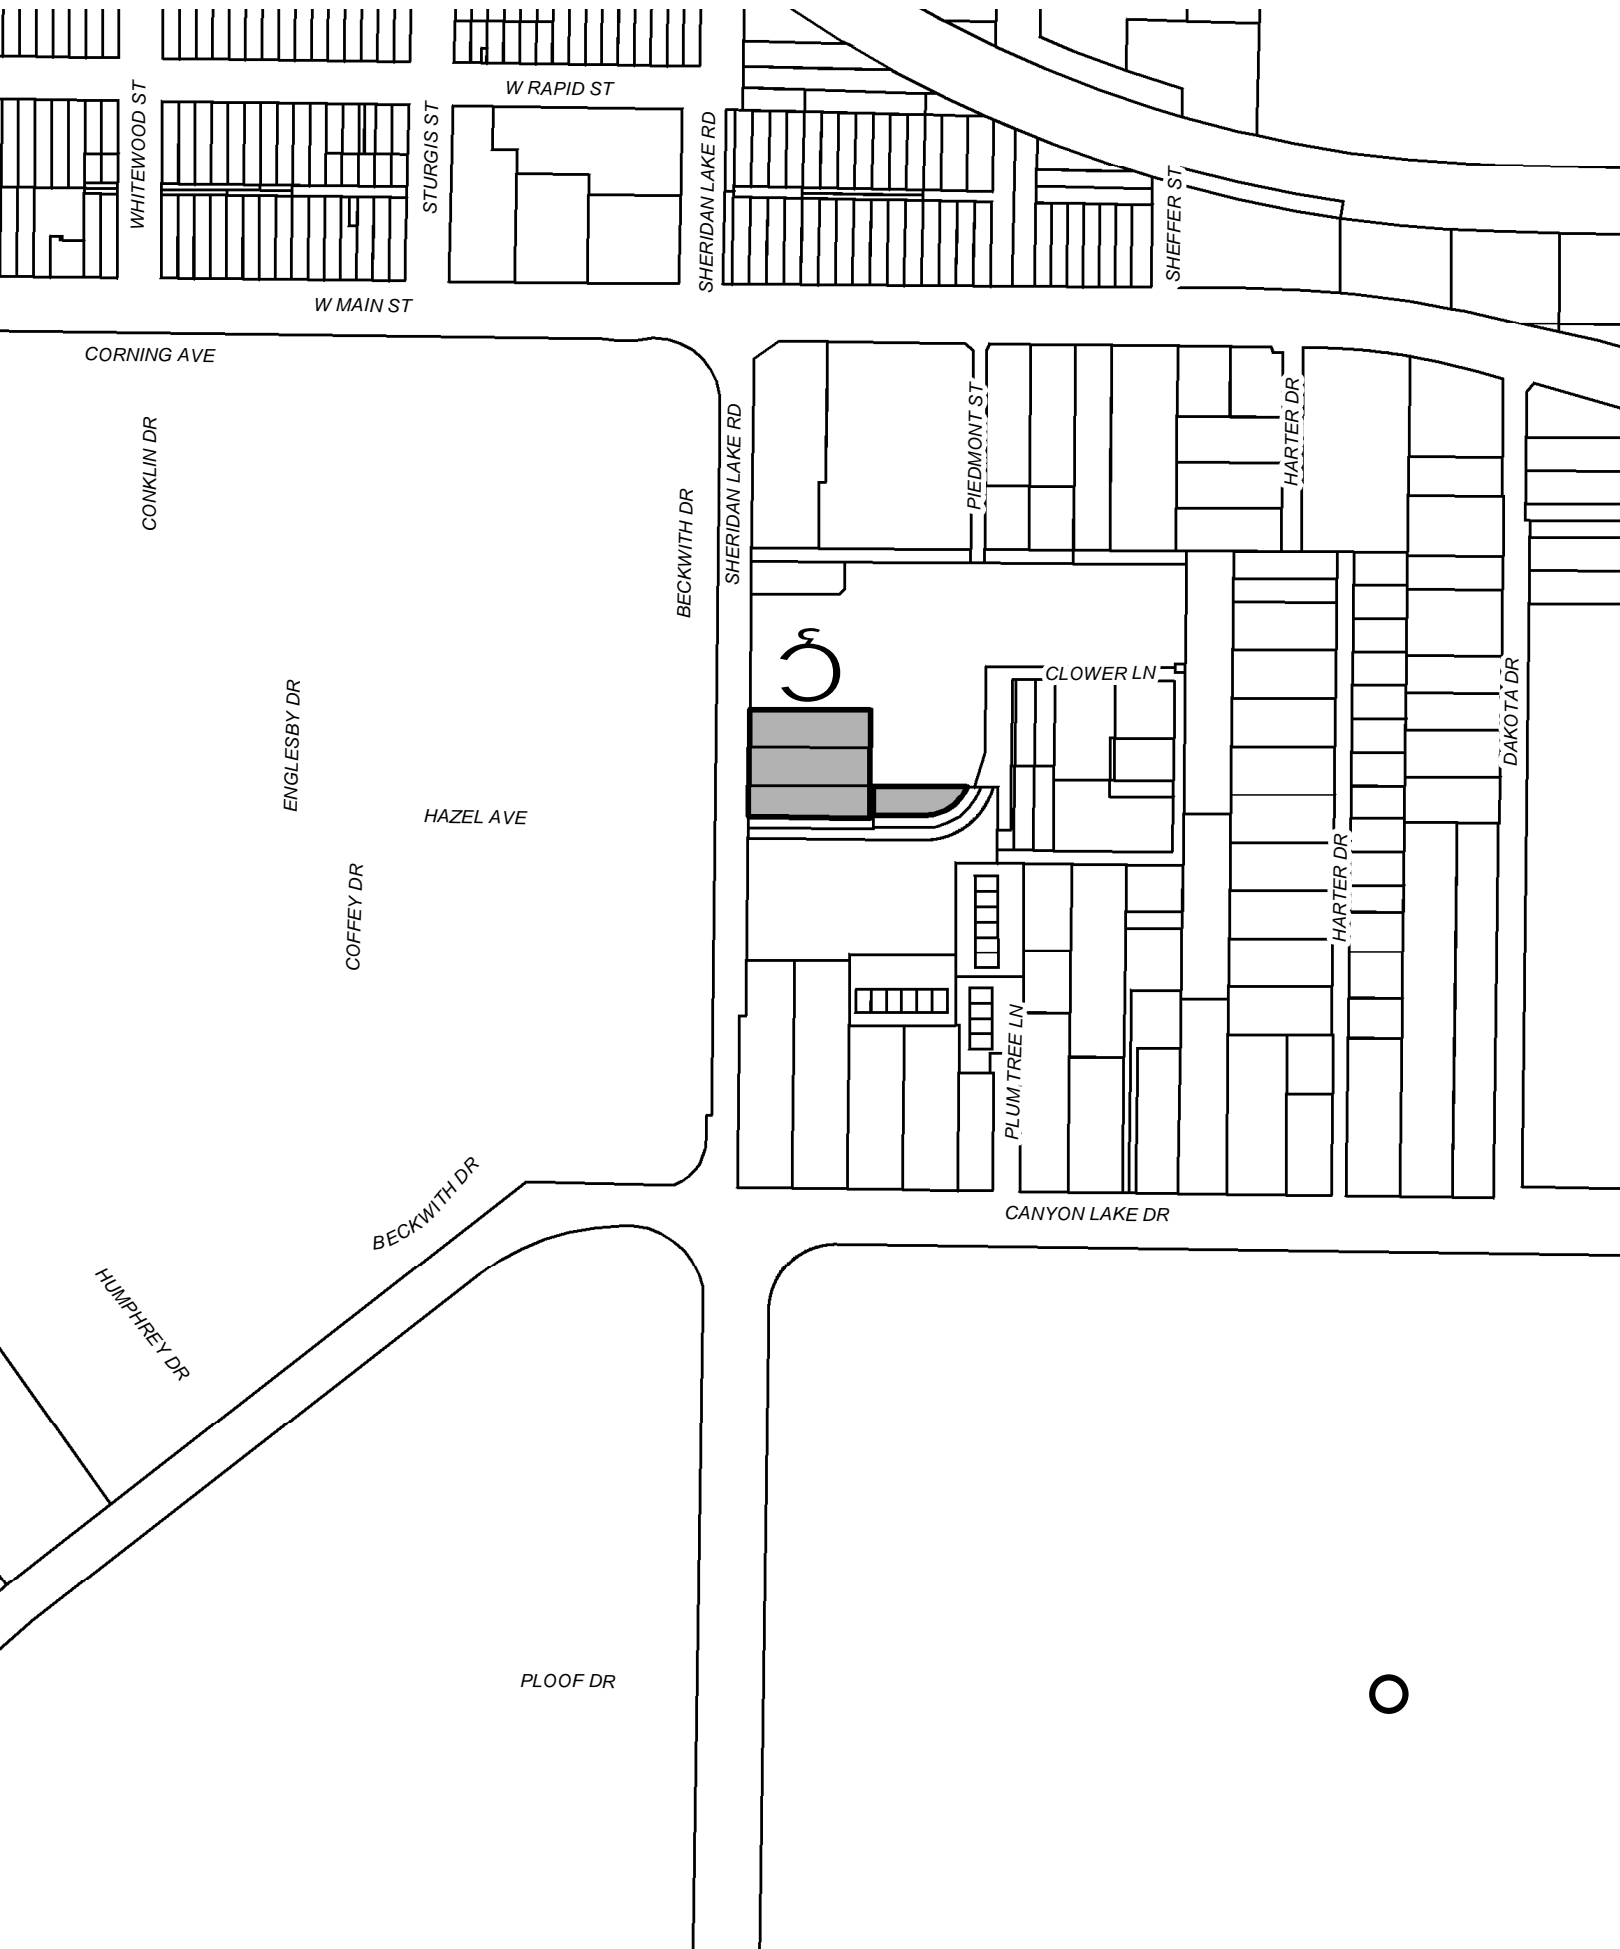 W RAPID ST
WHITEWOOD ST
STURGIS ST
SHERIDAN LAKE RD
SHEFFER ST
W MAIN ST
CORNING AVE
CONKLIN DR
BECKWITH DR
SHERIDAN LAKE RD
PIEDMONT ST
HARTER DR
CLOWER LN
DAKOTA DR
ENGLESBY DR
HAZEL AVE
COFFEY DR
HARTER DR
PLUM TREE LN
BECKWITH DR
CANYON LAKE DR
HUMPHREY DR
PLOOF DR